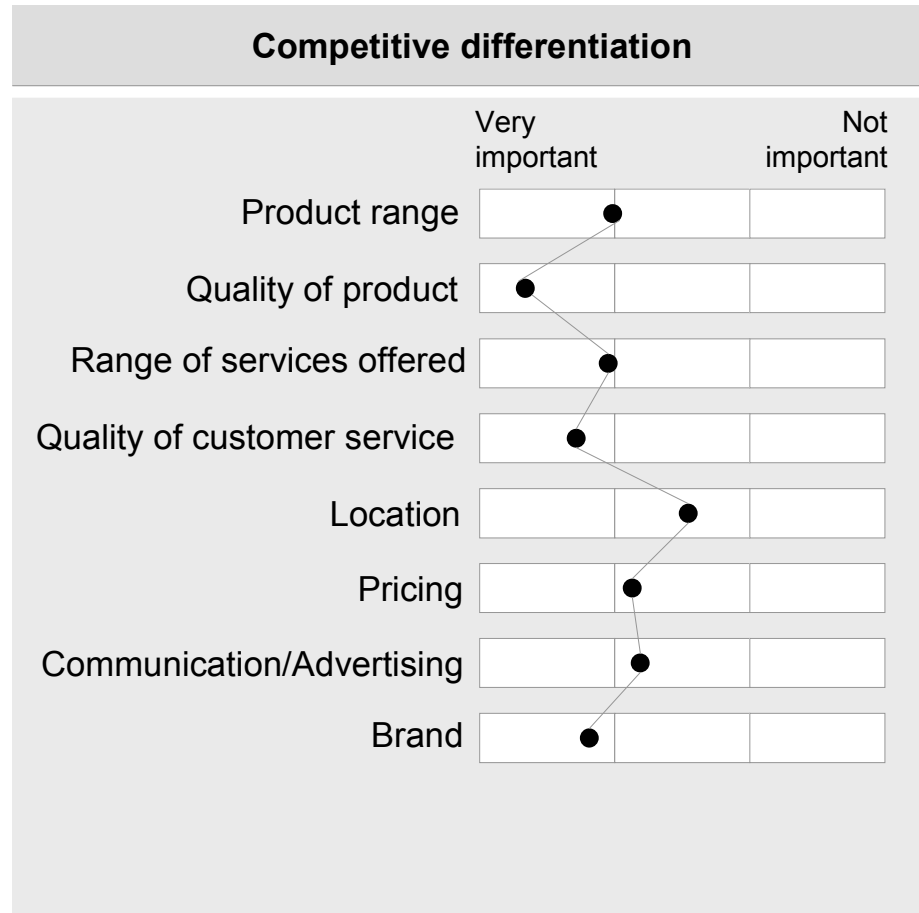 Competitive differentiation
Very
important
Not
important
Product range
Quality of product
Range of services offered
Quality of customer service
Location
Pricing
Communication/Advertising
Brand